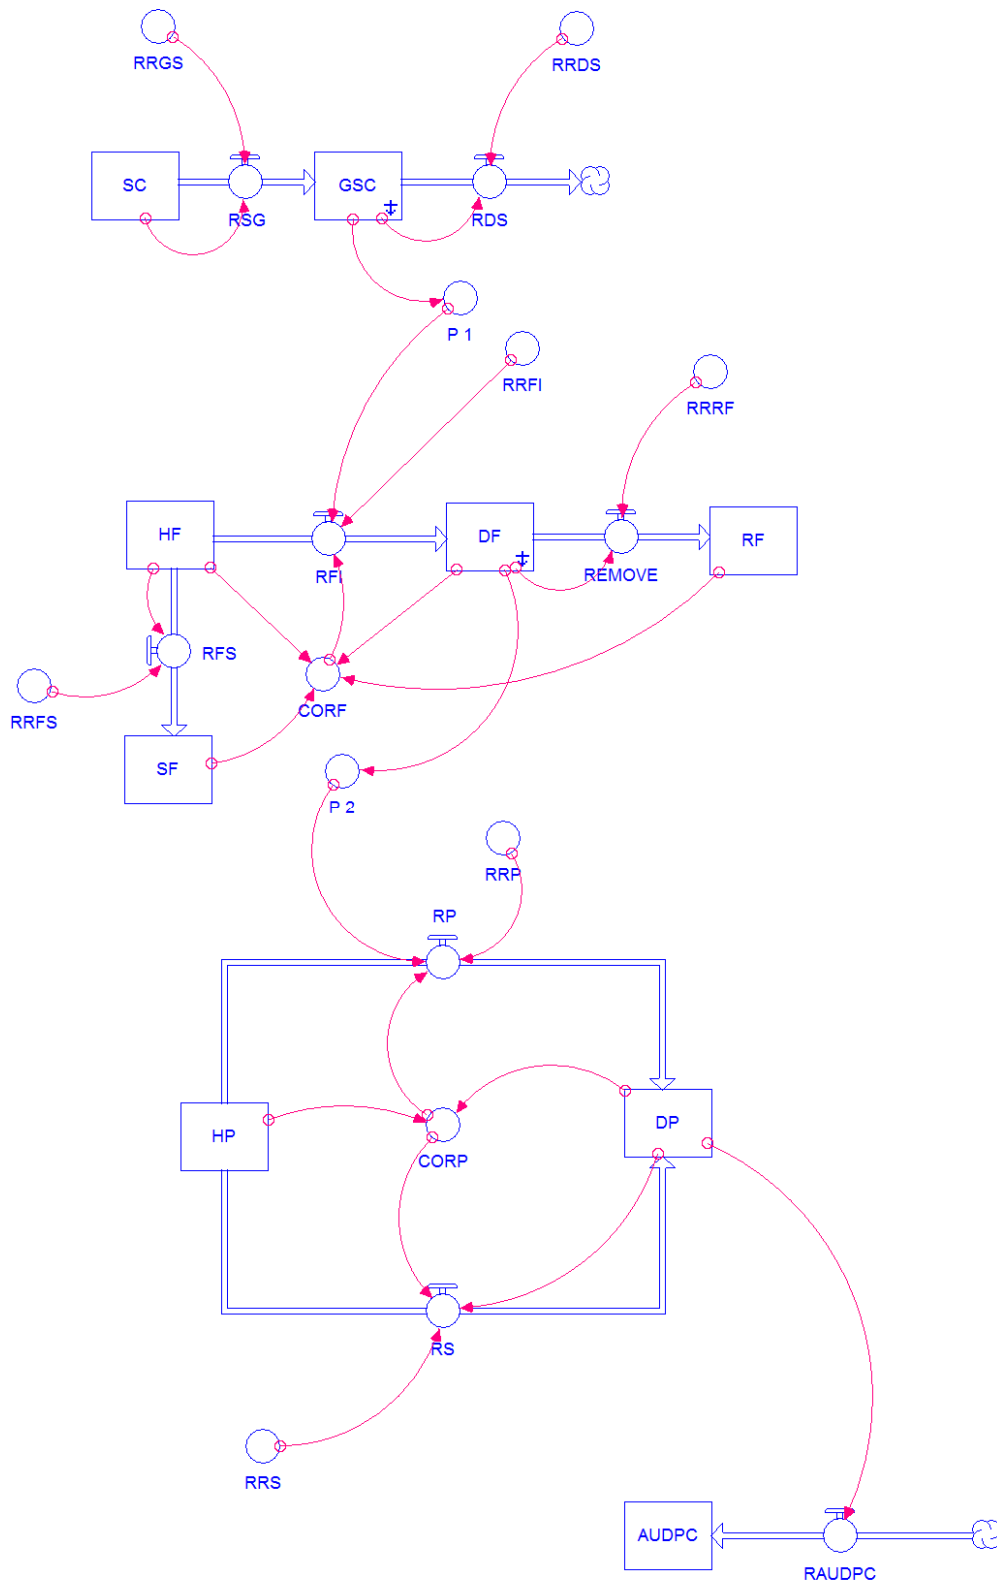 RRGS
RRDS
SC
GSC
RSG
RDS
P 1
RRFI
RRRF
HF
DF
RF
RFI
REMOVE
RFS
RRFS
CORF
SF
P 2
RRP
RP
HP
DP
CORP
RS
RRS
AUDPC
RAUDPC